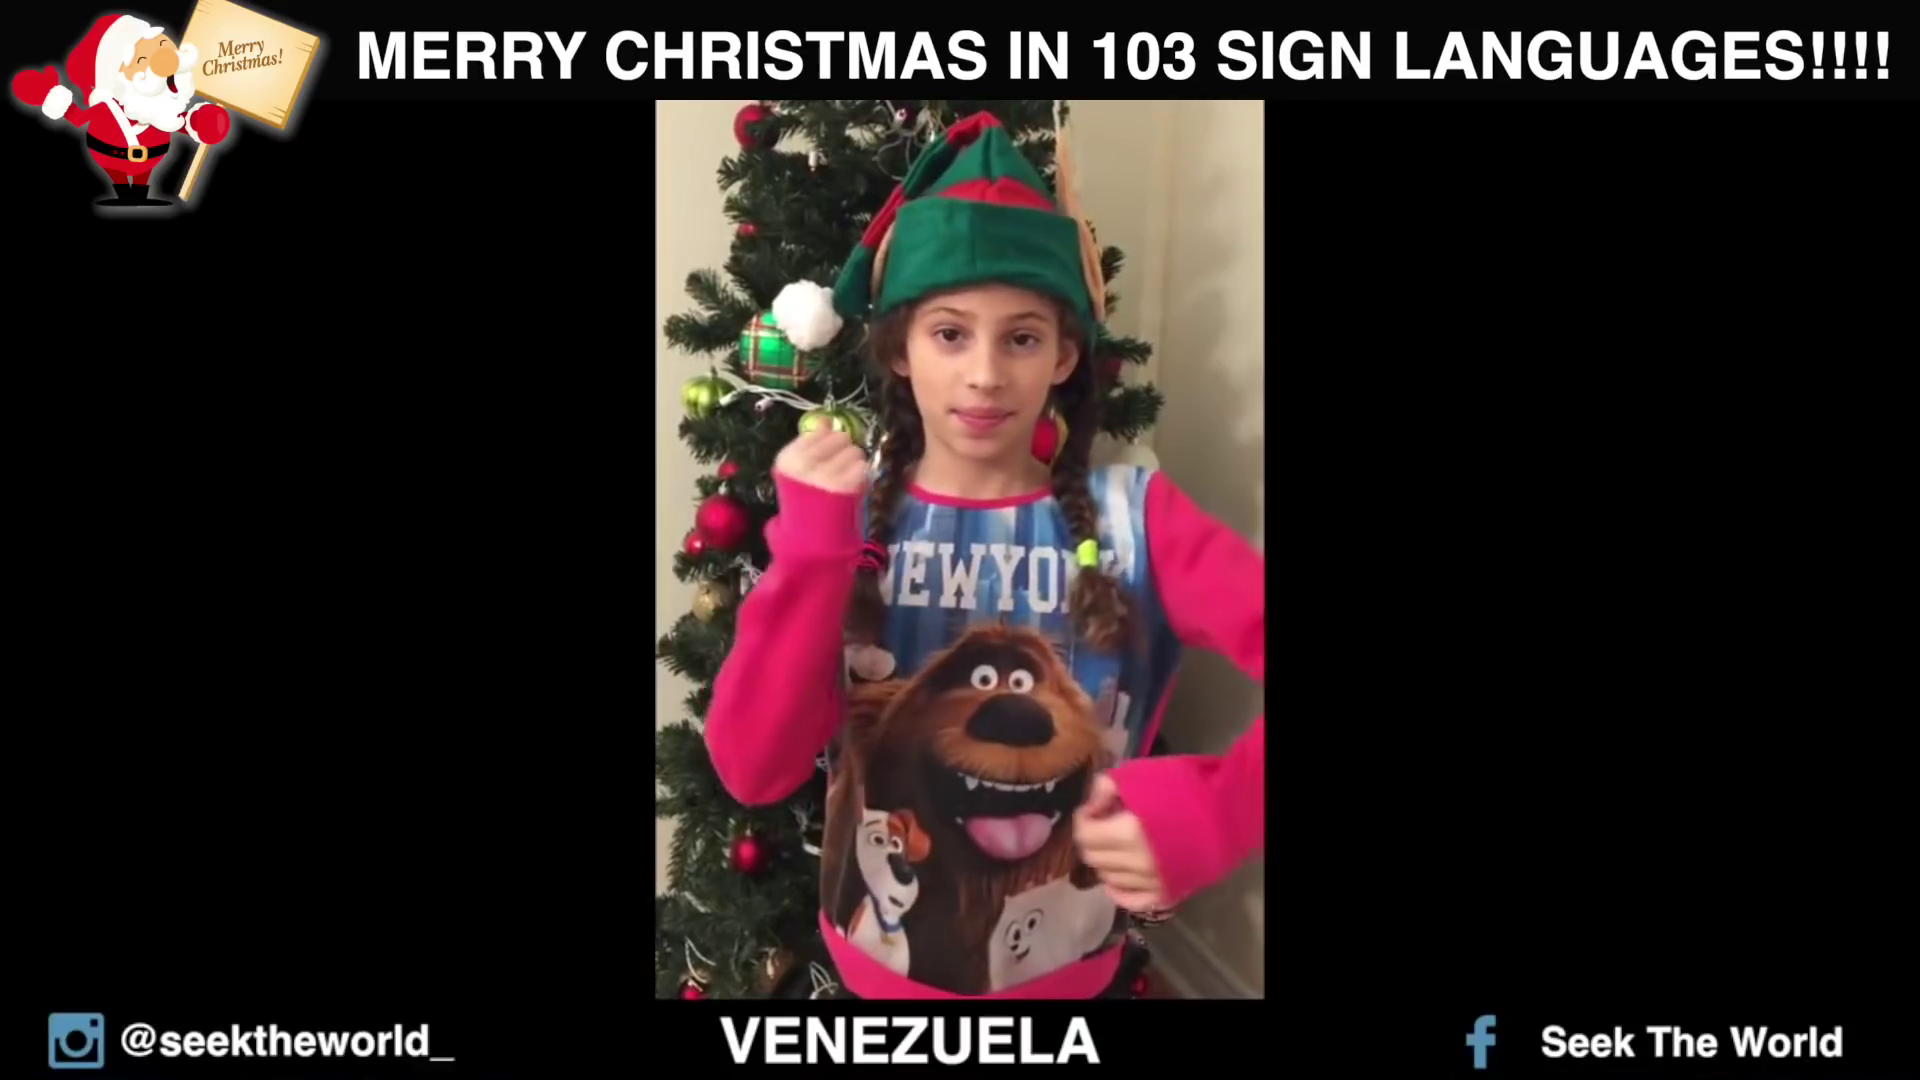 Merry
Christmas!
MERRY CHRISTMAS IN 103 SIGN LANGUAGES!!!!
NEWYO
@seektheworld_
VENEZUELA
Seek The World